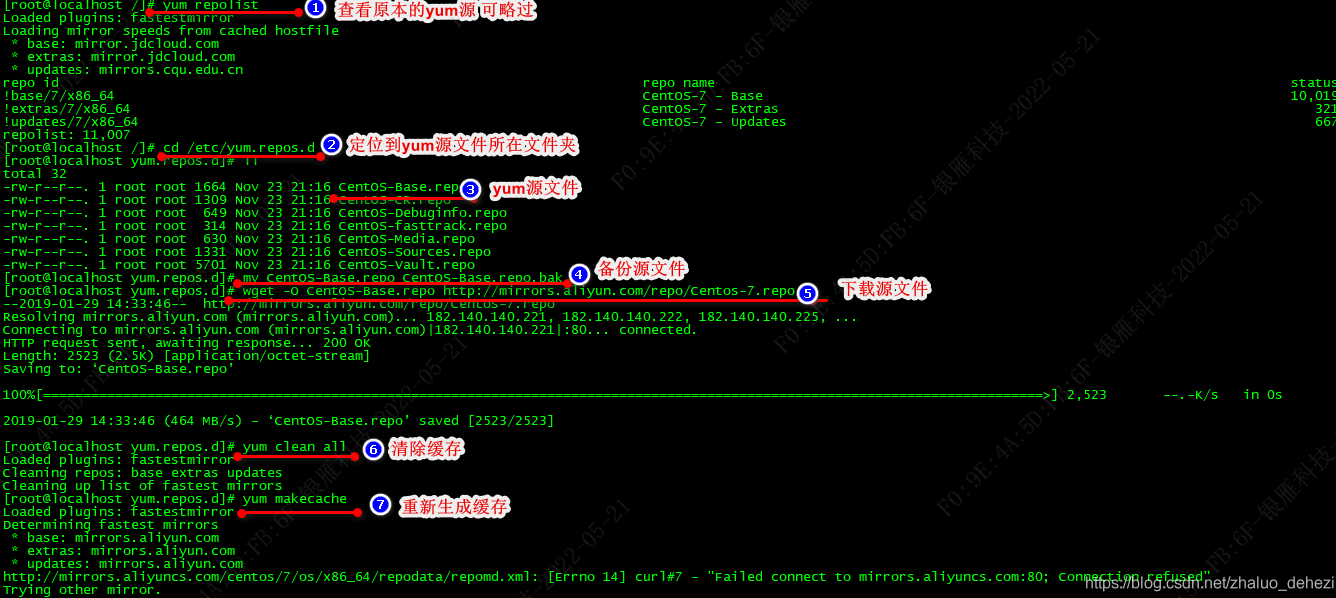 [root@localhost /]# yum repolist ① 查看原本的yum源 可略过
Loaded plugins: fastestmirror
Loading mirror speeds from cached hostfile
* base: mirror.jdcloud.com
* extras: mirror.jdcloud.com
* updates: mirrors.cqu.edu.cn
repo id repo name status
!base/7/x86_64 CentOS-7 - Base 10,019
!extras/7/x86_64 CentOS-7 - Extras 321
!updates/7/x86_64 CentOS-7 - Updates 667
repolist: 11,007
[root@localhost /]# cd /etc/yum.repos.d ② 定位到yum源文件所在文件夹
[root@localhost yum.repos.d]# ll
total 32
-rw-r--r--. 1 root root 1664 Nov 23 21:16 CentOS-Base.rep ③ yum源文件
-rw-r--r--. 1 root root 1309 Nov 23 21:16 CentOS-CR.repo
-rw-r--r--. 1 root root 649 Nov 23 21:16 CentOS-Debuginfo.repo
-rw-r--r--. 1 root root 314 Nov 23 21:16 CentOS-fasttrack.repo
-rw-r--r--. 1 root root 630 Nov 23 21:16 CentOS-Media.repo
-rw-r--r--. 1 root root 1331 Nov 23 21:16 CentOS-Sources.repo
-rw-r--r--. 1 root root 5701 Nov 23 21:16 CentOS-Vault.repo
[root@localhost yum.repos.d]# mv CentOS-Base.repo CentOS-Base.repo.bak ④ 备份源文件
[root@localhost yum.repos.d]# wget -O CentOS-Base.repo http://mirrors.aliyun.com/repo/Centos-7.repo ⑤ 下载源文件
--2019-01-29 14:33:46-- http://mirrors.aliyun.com/repo/Centos-7.repo
Resolving mirrors.aliyun.com (mirrors.aliyun.com)... 182.140.140.221, 182.140.140.222, 182.140.140.225, ...
Connecting to mirrors.aliyun.com (mirrors.aliyun.com)|182.140.140.221|:80... connected.
HTTP request sent, awaiting response... 200 OK
Length: 2523 (2.5K) [application/octet-stream]
Saving to: ‘CentOS-Base.repo’
100%[======================================>] 2,523 --.-K/s in 0s
2019-01-29 14:33:46 (464 MB/s) - ‘CentOS-Base.repo’ saved [2523/2523]
[root@localhost yum.repos.d]# yum clean all ⑥ 清除缓存
Loaded plugins: fastestmirror
Cleaning repos: base extras updates
Cleaning up list of fastest mirrors
[root@localhost yum.repos.d]# yum makecache ⑦ 重新生成缓存
Loaded plugins: fastestmirror
Determining fastest mirrors
* base: mirrors.aliyun.com
* extras: mirrors.aliyun.com
* updates: mirrors.aliyun.com
http://mirrors.aliyuncs.com/centos/7/os/x86_64/repodata/repomd.xml: [Errno 14] curl#7 - "Failed connect to mirrors.aliyuncs.com:80; Connection refused"
Trying other mirror.
https://blog.csdn.net/zhaluo_dehezi